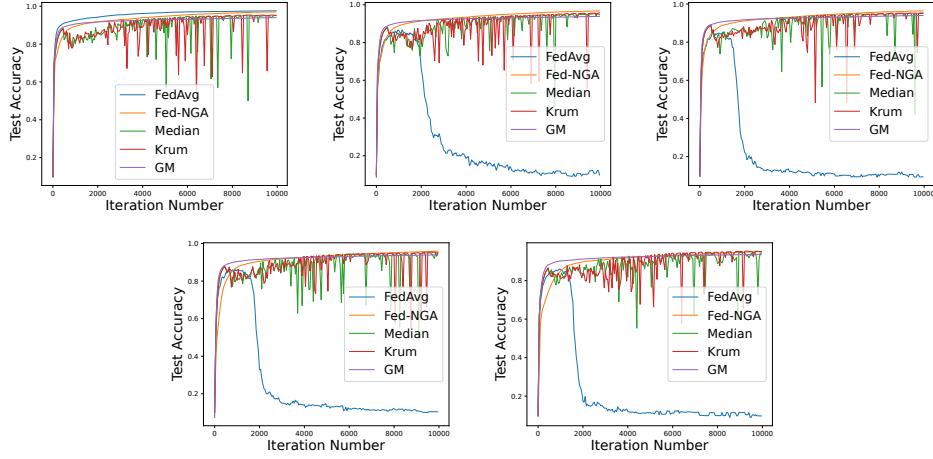 1.0
0.8
0.6
0.4
0.2
Test Accuracy
0
2000
4000
6000
8000
10000
Iteration Number
FedAvg
Fed-NGA
Median
Krum
GM
1.0
0.8
0.6
0.4
0.2
Test Accuracy
0
2000
4000
6000
8000
10000
Iteration Number
FedAvg
Fed-NGA
Median
Krum
GM
1.0
0.8
0.6
0.4
0.2
Test Accuracy
0
2000
4000
6000
8000
10000
Iteration Number
FedAvg
Fed-NGA
Median
Krum
GM
1.0
0.8
0.6
0.4
0.2
Test Accuracy
0
2000
4000
6000
8000
10000
Iteration Number
FedAvg
Fed-NGA
Median
Krum
GM
0.8
0.6
0.4
0.2
Test Accuracy
0
2000
4000
6000
8000
10000
Iteration Number
FedAvg
Fed-NGA
Median
Krum
GM